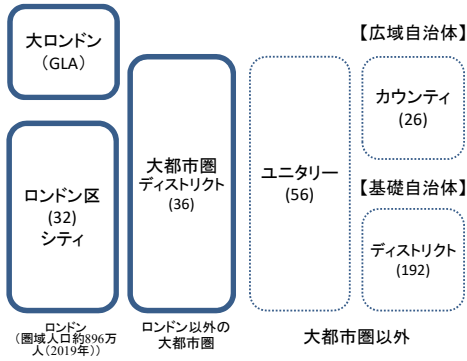 大ロンドン
（GLA）
ロンドン区
(32)
シティ
ロンドン
（圏域人口約896万
人（2019年））
大都市圏
ディストリクト
(36)
ロンドン以外の
大都市圏
ユニタリー
(56)
【広域自治体】
カウンティ
(26)
【基礎自治体】
ディストリクト
(192)
大都市圏以外